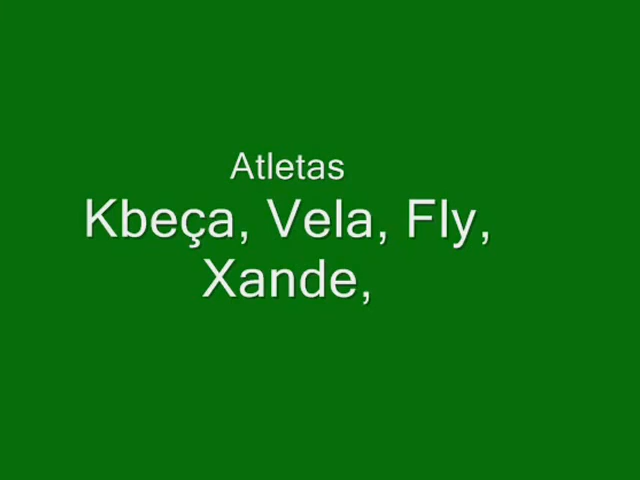 Atletas
Kbeça, Vela, Fly,
Xande,